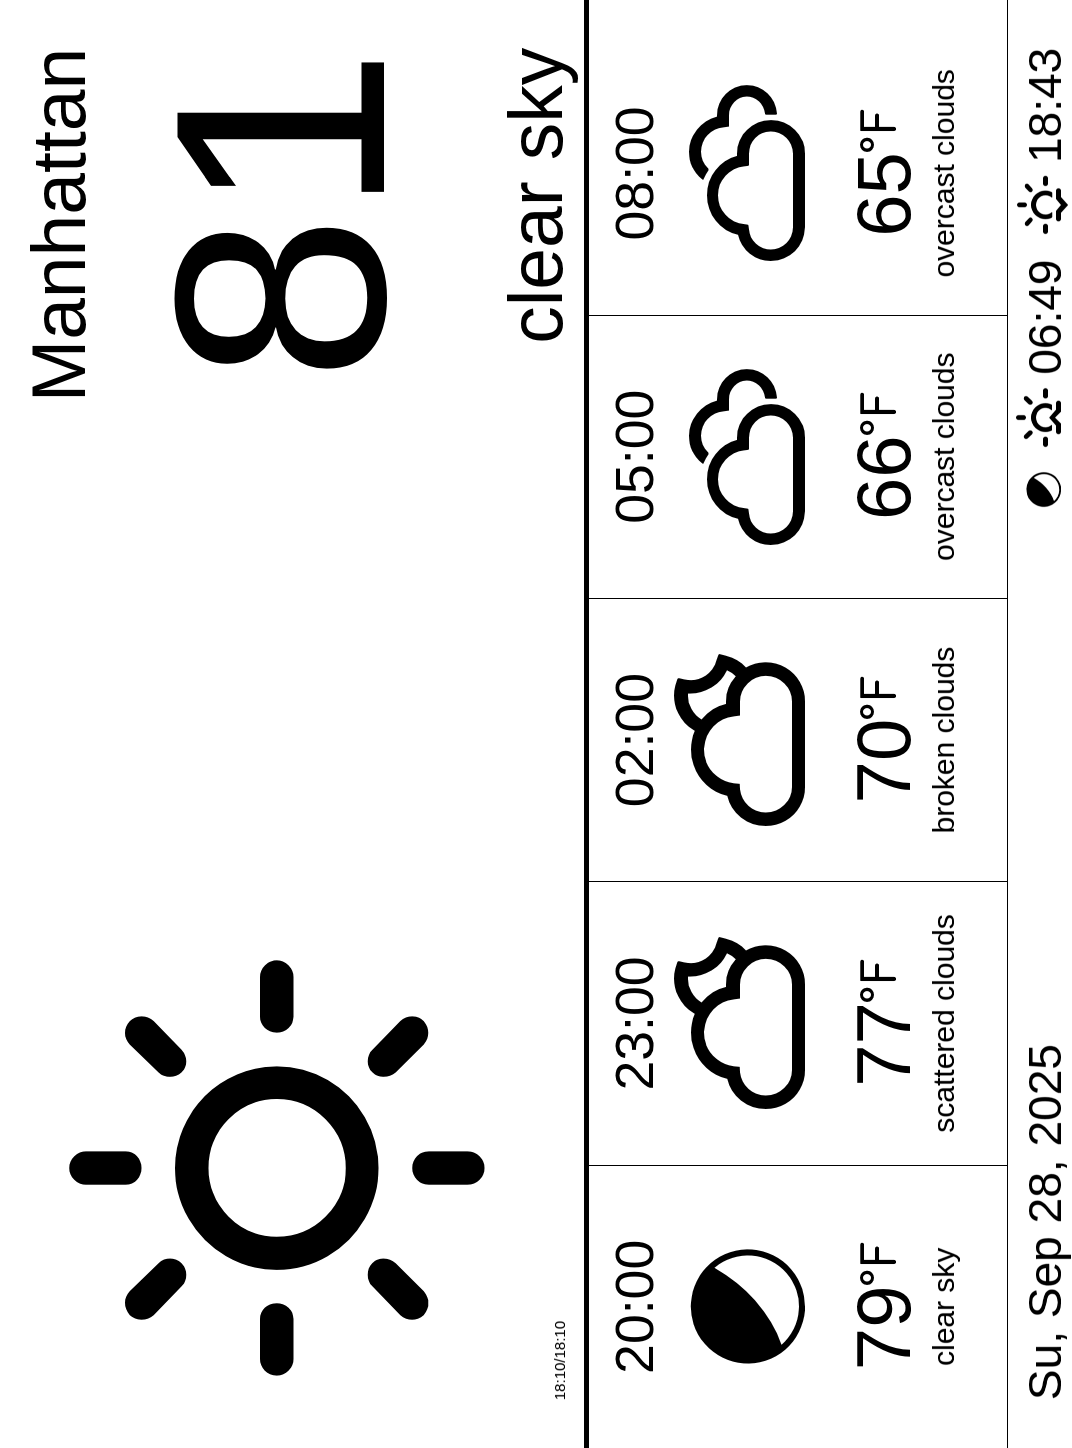 Manhattan
81
clear sky
18:10/18:10
20:00 23:00 02:00 05:00 08:00
79°F 77°F 70°F 66°F 65°F
clear sky scattered clouds broken clouds overcast clouds overcast clouds
Su, Sep 28, 2025 06:49 18:43